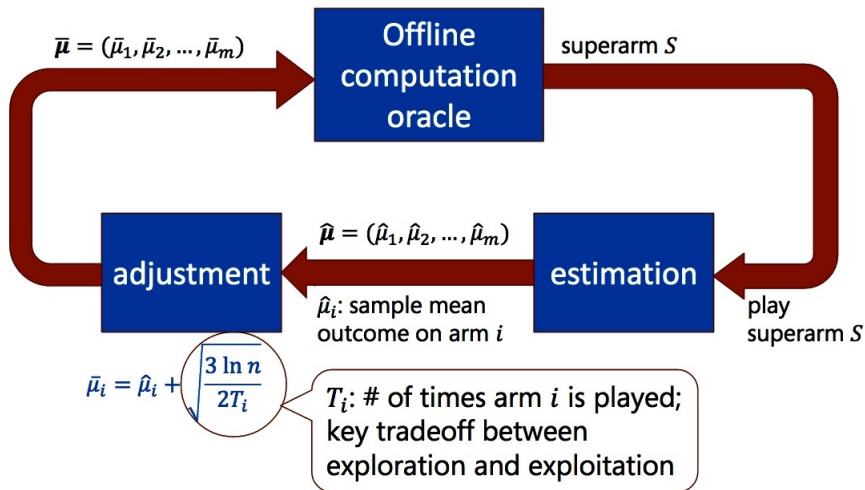 𝝁̄ = (μ̄₁, μ̄₂, …, μ̄ₘ)
Offline
computation
oracle
superarm S
adjustment
𝝁̂ = (μ̂₁, μ̂₂, …, μ̂ₘ)
μ̂ᵢ: sample mean
outcome on arm i
estimation
play
superarm S
μ̄ᵢ = μ̂ᵢ + √(3 ln n / 2Tᵢ)
Tᵢ: # of times arm i is played;
key tradeoff between
exploration and exploitation